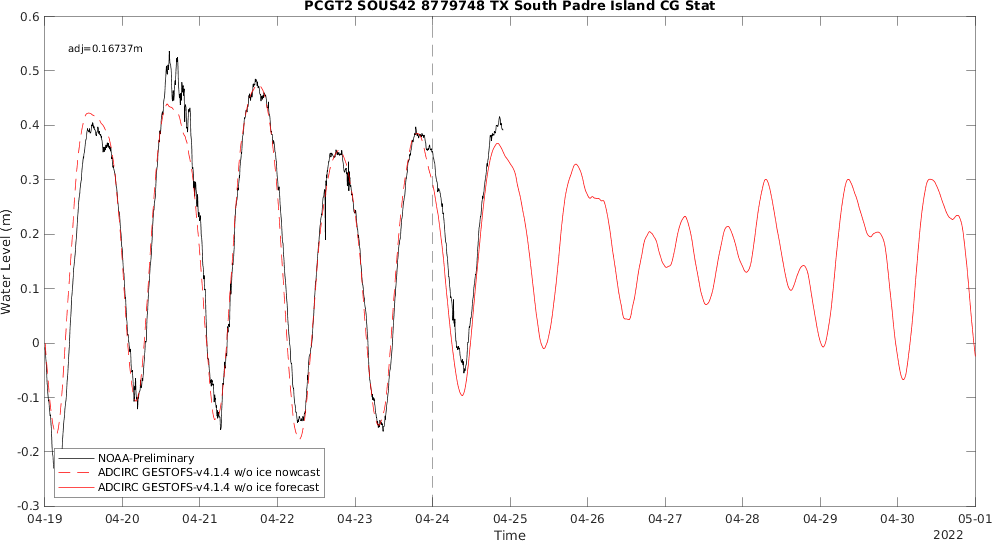 PCGT2 SOUS42 8779748 TX South Padre Island CG Stat
adj=0.16737m
Water Level (m)
0.6
0.5
0.4
0.3
0.2
0.1
0
-0.1
-0.2
-0.3
NOAA-Preliminary
ADCIRC GESTOFS-v4.1.4 w/o ice nowcast
ADCIRC GESTOFS-v4.1.4 w/o ice forecast
04-19 04-20 04-21 04-22 04-23 04-24 04-25 04-26 04-27 04-28 04-29 04-30 05-01
Time
2022